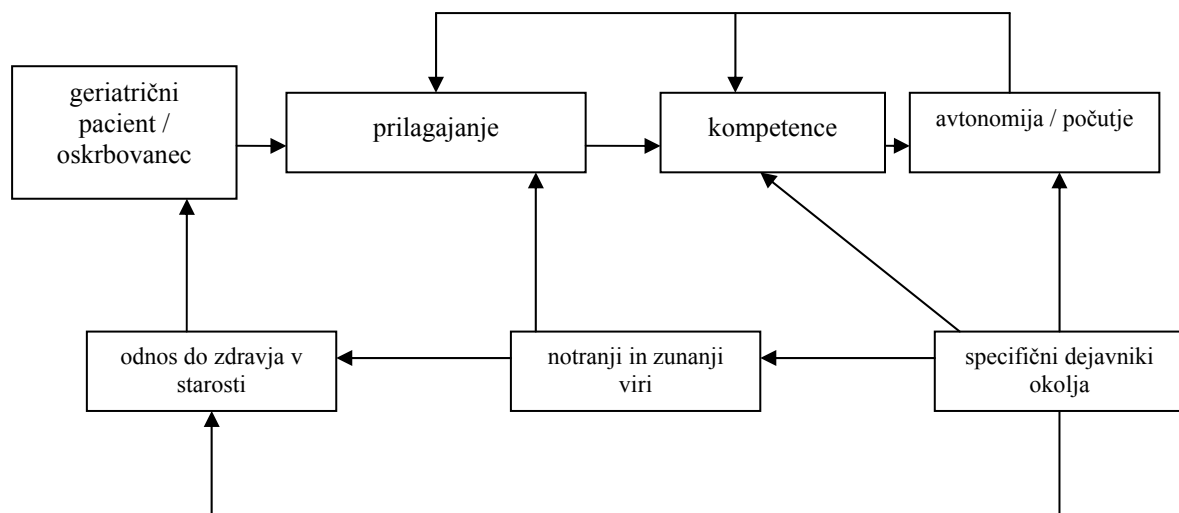 geriatrični
pacient /
oskrbovanec
prilagajanje
kompetence
avtonomija / počutje
odnos do zdravja v
starosti
notranji in zunanji
viri
specifični dejavniki
okolja